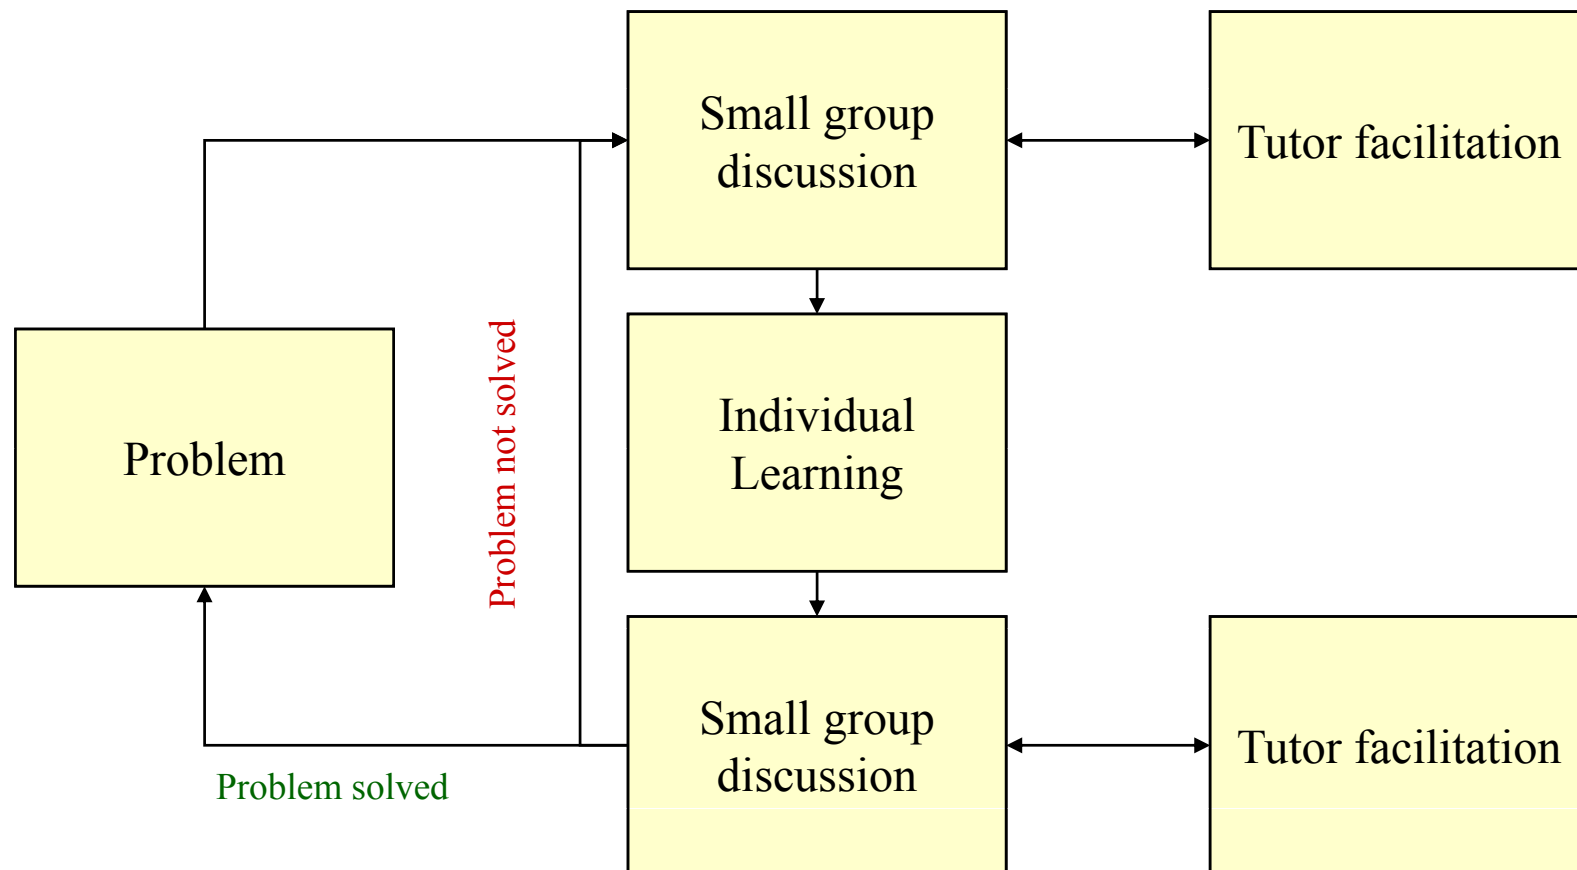 Small group
discussion
Tutor facilitation
Problem not solved
Individual
Learning
Problem
Small group
discussion
Tutor facilitation
Problem solved